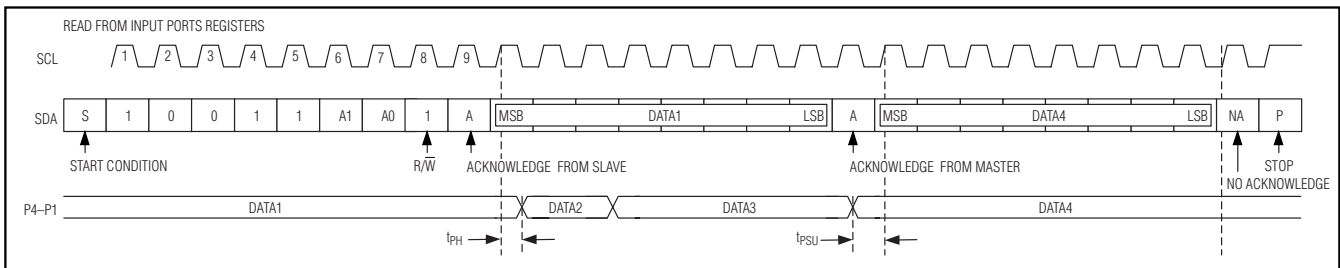 READ FROM INPUT PORTS REGISTERS
SCL 1 2 3 4 5 6 7 8 9
SDA S 1 0 0 1 1 A1 A0 1 A MSB DATA1 LSB A MSB DATA4 LSB NA P
START CONDITION R/W̅ ACKNOWLEDGE FROM SLAVE ACKNOWLEDGE FROM MASTER STOP
NO ACKNOWLEDGE
P4–P1 DATA1 DATA2 DATA3 DATA4
tPH tPSU